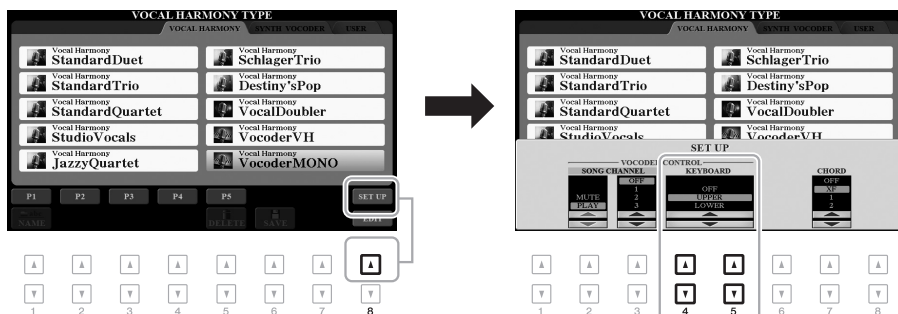 VOCAL HARMONY TYPE
VOCAL HARMONY SYNTH VOCODER USER
Vocal Harmony
StandardDuet
Vocal Harmony
SchlagerTrio
Vocal Harmony
StandardTrio
Vocal Harmony
Destiny'sPop
Vocal Harmony
StandardQuartet
Vocal Harmony
VocalDoubler
Vocal Harmony
StudioVocals
Vocal Harmony
VocoderVH
Vocal Harmony
JazzyQuartet
Vocal Harmony
VocoderMONO
P1 P2 P3 P4 P5 SET UP
NAME DELETE SAVE EDIT
1 2 3 4 5 6 7 8
VOCAL HARMONY TYPE
VOCAL HARMONY SYNTH VOCODER USER
Vocal Harmony
StandardDuet
Vocal Harmony
SchlagerTrio
Vocal Harmony
StandardTrio
Vocal Harmony
Destiny'sPop
Vocal Harmony
StandardQuartet
Vocal Harmony
VocalDoubler
Vocal Harmony
StudioVocals
Vocal Harmony
VocoderVH
SET UP
VOCODER CONTROL
SONG CHANNEL KEYBOARD CHORD
MUTE
PLAY
OFF
1
2
3
OFF
UPPER
LOWER
OFF
XF
1
2
1 2 3 4 5 6 7 8